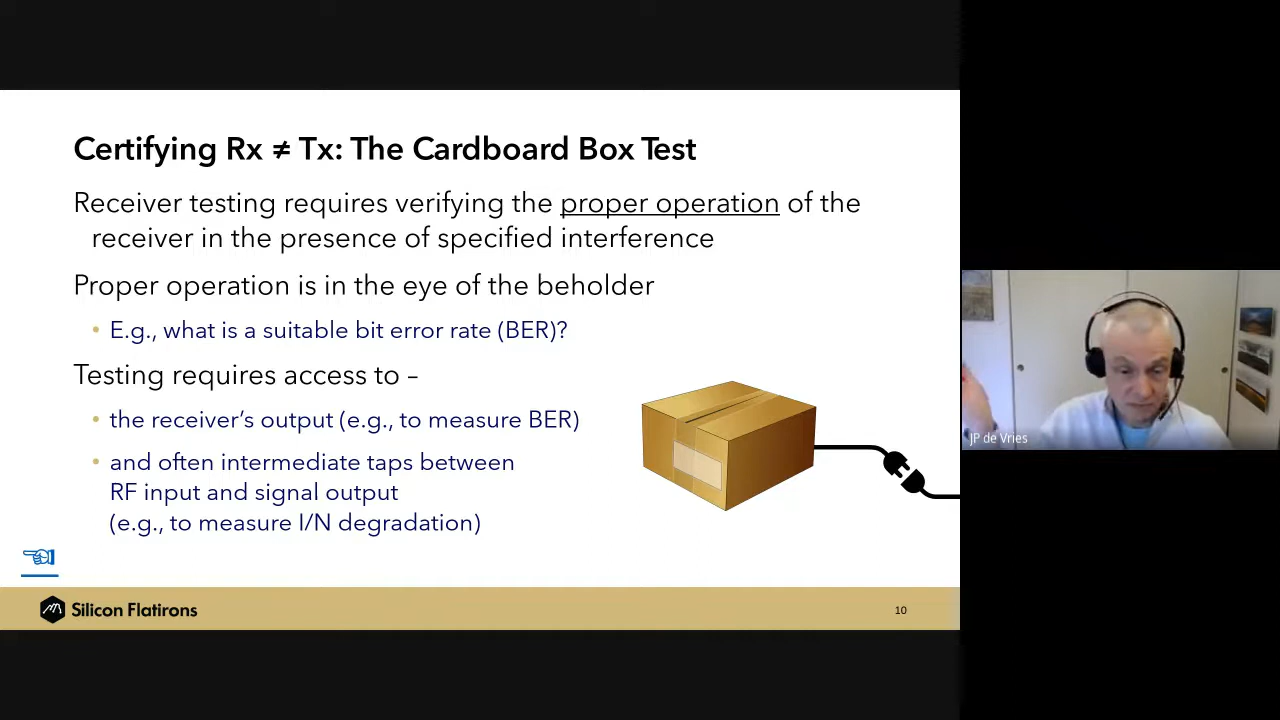 Certifying Rx ≠ Tx: The Cardboard Box Test
Receiver testing requires verifying the proper operation of the
receiver in the presence of specified interference
Proper operation is in the eye of the beholder
• E.g., what is a suitable bit error rate (BER)?
Testing requires access to –
• the receiver's output (e.g., to measure BER)
• and often intermediate taps between
RF input and signal output
(e.g., to measure I/N degradation)
Silicon Flatirons
10
JP de Vries